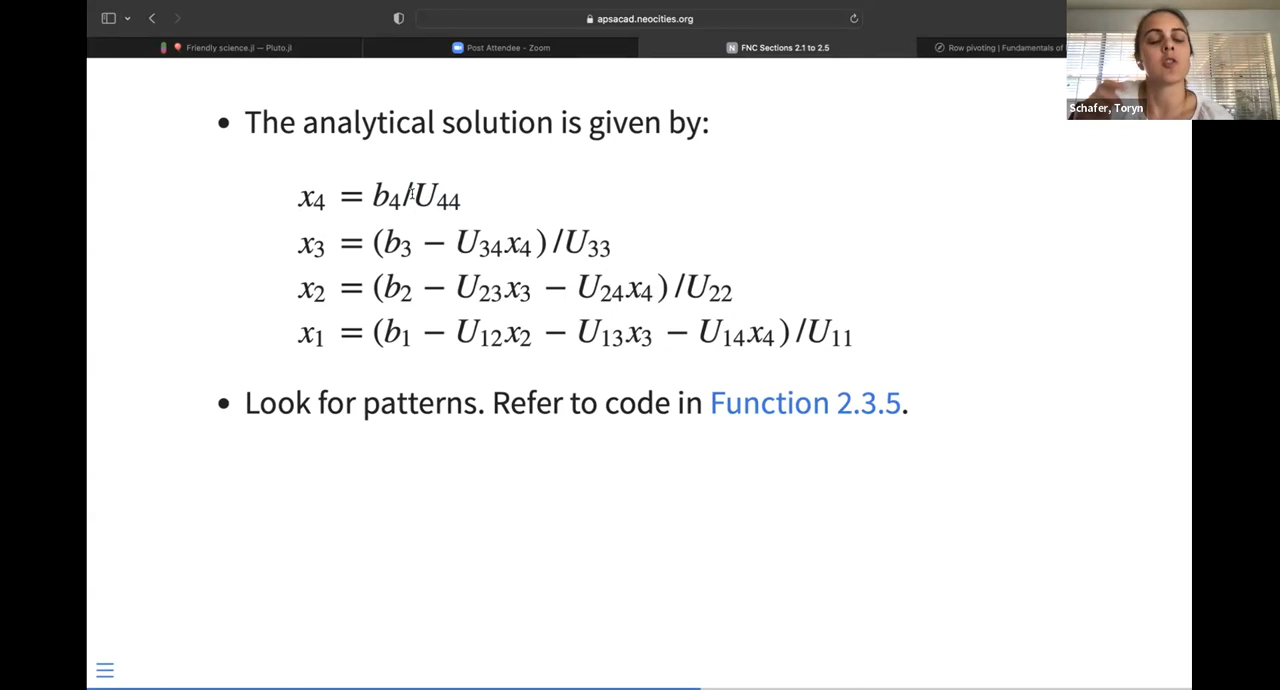 apsacad.neocities.org
Friendly science.jl — Pluto.jl
Post Attendee - Zoom
N FNC Sections 2.1 to 2.5
Row pivoting | Fundamentals of
Schafer, Toryn
• The analytical solution is given by:
x₄ = b₄/U₄₄
x₃ = (b₃ − U₃₄x₄)/U₃₃
x₂ = (b₂ − U₂₃x₃ − U₂₄x₄)/U₂₂
x₁ = (b₁ − U₁₂x₂ − U₁₃x₃ − U₁₄x₄)/U₁₁
• Look for patterns. Refer to code in Function 2.3.5.